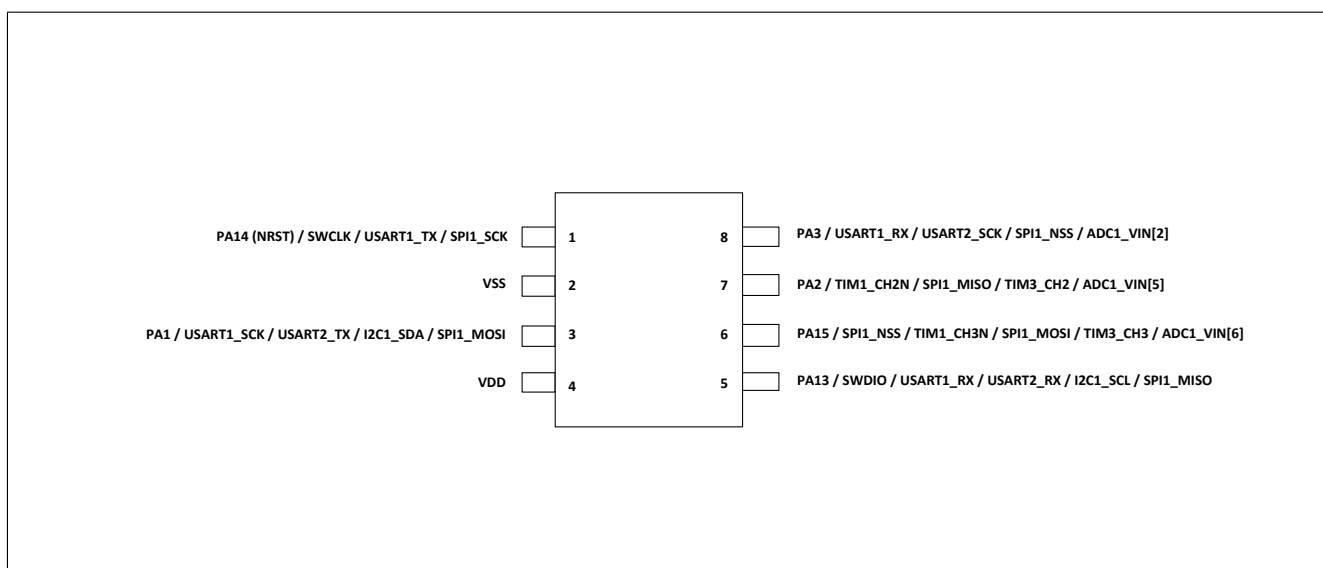 PA14 (NRST) / SWCLK / USART1_TX / SPI1_SCK 1 8 PA3 / USART1_RX / USART2_SCK / SPI1_NSS / ADC1_VIN[2]
VSS 2 7 PA2 / TIM1_CH2N / SPI1_MISO / TIM3_CH2 / ADC1_VIN[5]
PA1 / USART1_SCK / USART2_TX / I2C1_SDA / SPI1_MOSI 3 6 PA15 / SPI1_NSS / TIM1_CH3N / SPI1_MOSI / TIM3_CH3 / ADC1_VIN[6]
VDD 4 5 PA13 / SWDIO / USART1_RX / USART2_RX / I2C1_SCL / SPI1_MISO